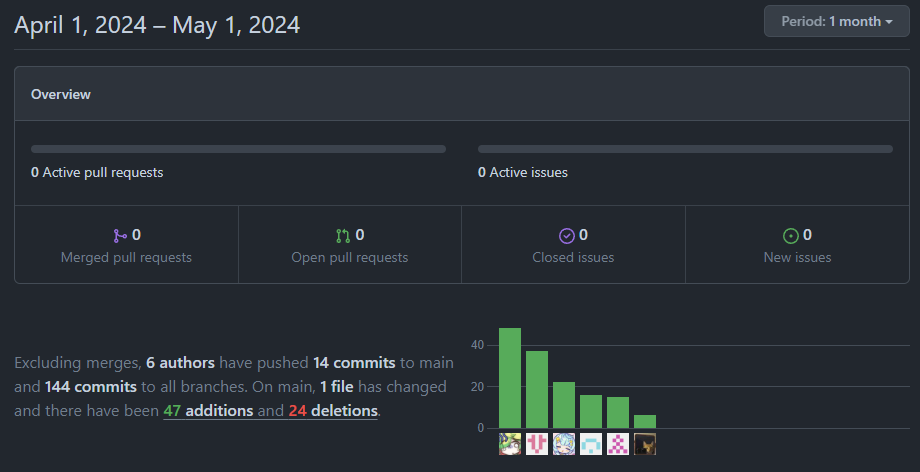 April 1, 2024 – May 1, 2024
Period: 1 month
Overview
0 Active pull requests
0 Active issues
0
Merged pull requests
0
Open pull requests
0
Closed issues
0
New issues
Excluding merges, 6 authors have pushed 14 commits to main
and 144 commits to all branches. On main, 1 file has changed
and there have been 47 additions and 24 deletions.
40
20
0